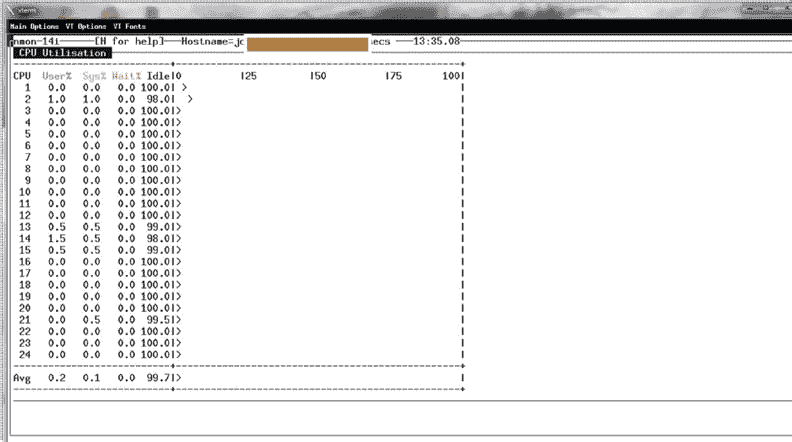 xterm
Main Options VT Options VT Fonts
nmon-14i [H for help] Hostname=jc ecs 13:35.08
CPU Utilisation
CPU User% Sys% Wait% Idle|0 |25 |50 |75 100|
1 0.0 0.0 0.0 100.0| >
2 1.0 1.0 0.0 98.0| >
3 0.0 0.0 0.0 100.0|>
4 0.0 0.0 0.0 100.0|>
5 0.0 0.0 0.0 100.0|>
6 0.0 0.0 0.0 100.0|>
7 0.0 0.0 0.0 100.0|>
8 0.0 0.0 0.0 100.0|>
9 0.0 0.0 0.0 100.0|>
10 0.0 0.0 0.0 100.0|>
11 0.0 0.0 0.0 100.0|>
12 0.0 0.0 0.0 100.0|>
13 0.5 0.5 0.0 99.0|>
14 1.5 0.5 0.0 98.0|>
15 0.5 0.5 0.0 99.0|>
16 0.0 0.0 0.0 100.0|>
17 0.0 0.0 0.0 100.0|>
18 0.0 0.0 0.0 100.0|>
19 0.0 0.0 0.0 100.0|>
20 0.0 0.0 0.0 100.0|>
21 0.0 0.5 0.0 99.5|>
22 0.0 0.0 0.0 100.0|>
23 0.0 0.0 0.0 100.0|>
24 0.0 0.0 0.0 100.0|>
Avg 0.2 0.1 0.0 99.7|>